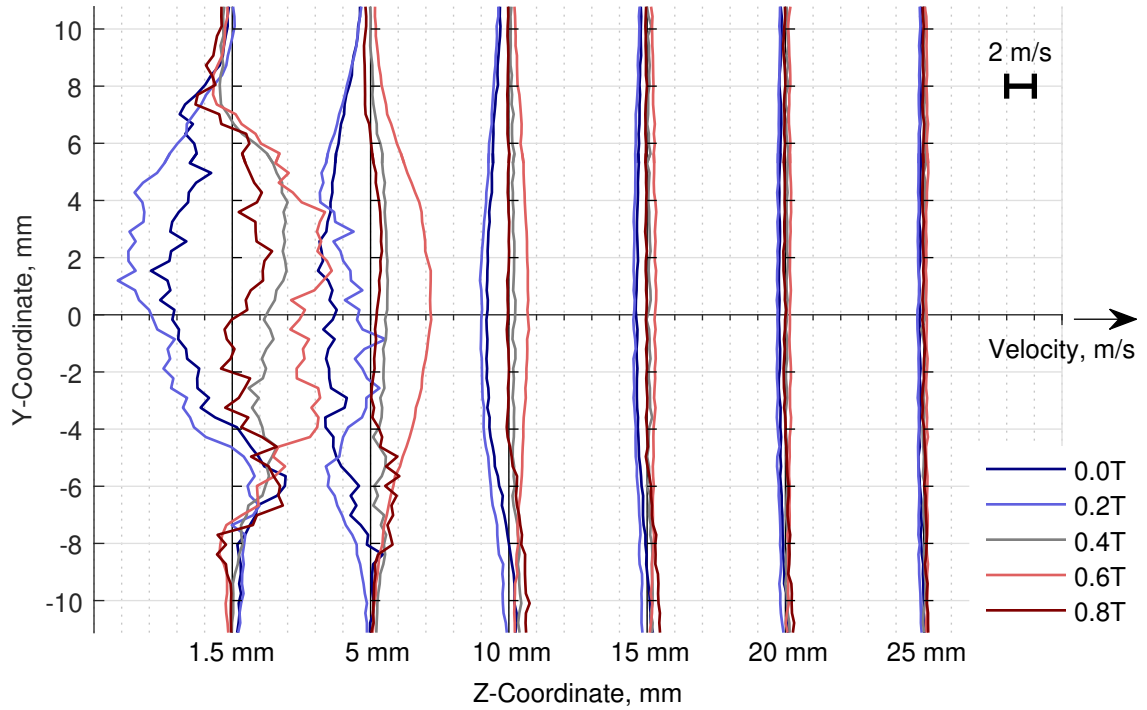 10
8
6
4
2
0
-2
-4
-6
-8
-10
Y-Coordinate, mm
2 m/s
Velocity, m/s
0.0T
0.2T
0.4T
0.6T
0.8T
1.5 mm 5 mm 10 mm 15 mm 20 mm 25 mm
Z-Coordinate, mm